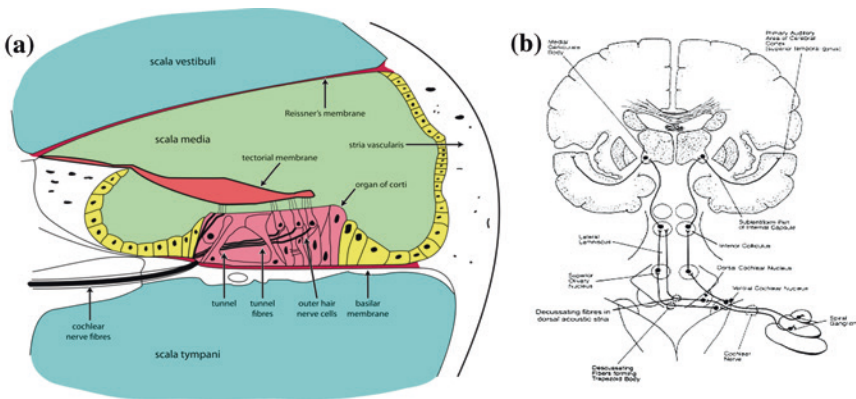 (a)
scala vestibuli
Reissner's membrane
scala media
stria vascularis
tectorial membrane
organ of corti
tunnel
tunnel
fibres
outer hair
nerve cells
basilar
membrane
cochlear
nerve fibres
scala tympani
(b)
Medial
Geniculate
Body
Primary Auditory
Area of Cerebral
Cortex
(Superior temporal gyrus)
Sublentiform Part
of Internal Capsule
Lateral
Lemniscus
Inferior Colliculus
Superior
Olivary
Nucleus
Dorsal Cochlear Nucleus
Ventral Cochlear Nucleus
Decussating fibres in
dorsal acoustic stria
Spiral
Ganglion
Cochlear
Nerve
Decussating
Fibers forming
Trapezoid Body